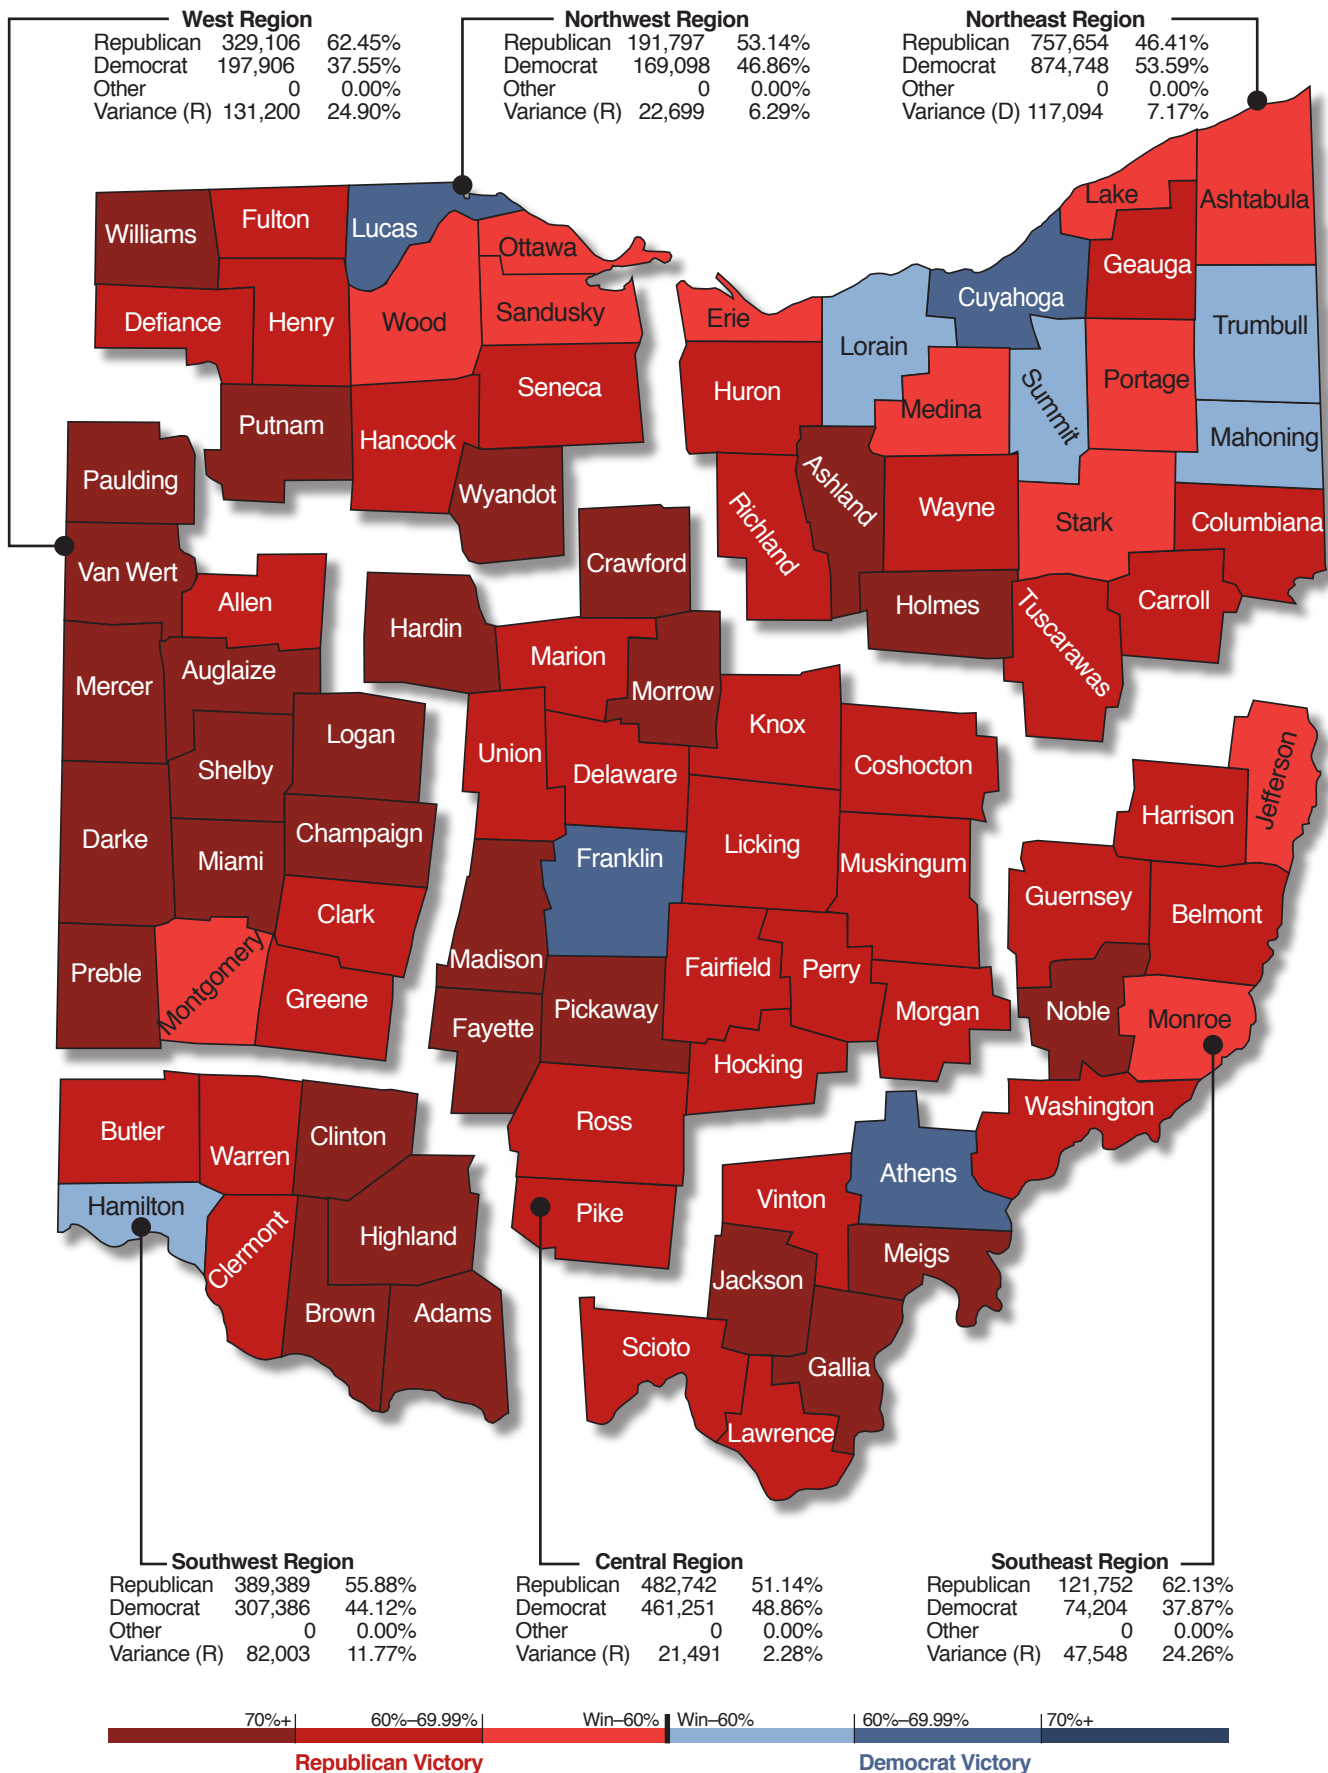 West Region
Republican 329,106 62.45%
Democrat 197,906 37.55%
Other 0 0.00%
Variance (R) 131,200 24.90%
Northwest Region
Republican 191,797 53.14%
Democrat 169,098 46.86%
Other 0 0.00%
Variance (R) 22,699 6.29%
Northeast Region
Republican 757,654 46.41%
Democrat 874,748 53.59%
Other 0 0.00%
Variance (D) 117,094 7.17%
Williams
Fulton
Lucas
Ottawa
Defiance
Henry
Wood
Sandusky
Seneca
Putnam
Hancock
Wyandot
Paulding
Van Wert
Allen
Mercer
Auglaize
Logan
Shelby
Darke
Miami
Champaign
Clark
Preble
Montgomery
Greene
Lake
Ashtabula
Geauga
Cuyahoga
Erie
Lorain
Trumbull
Huron
Medina
Summit
Portage
Mahoning
Richland
Ashland
Wayne
Stark
Columbiana
Holmes
Tuscarawas
Carroll
Crawford
Hardin
Marion
Morrow
Knox
Union
Delaware
Coshocton
Franklin
Licking
Muskingum
Madison
Fairfield
Perry
Fayette
Pickaway
Morgan
Hocking
Ross
Pike
Jefferson
Harrison
Guernsey
Belmont
Noble
Monroe
Washington
Athens
Vinton
Meigs
Jackson
Scioto
Gallia
Lawrence
Butler
Warren
Clinton
Hamilton
Clermont
Highland
Brown
Adams
Southwest Region
Republican 389,389 55.88%
Democrat 307,386 44.12%
Other 0 0.00%
Variance (R) 82,003 11.77%
Central Region
Republican 482,742 51.14%
Democrat 461,251 48.86%
Other 0 0.00%
Variance (R) 21,491 2.28%
Southeast Region
Republican 121,752 62.13%
Democrat 74,204 37.87%
Other 0 0.00%
Variance (R) 47,548 24.26%
70%+ 60%–69.99% Win–60% Win–60% 60%–69.99% 70%+
Republican Victory Democrat Victory